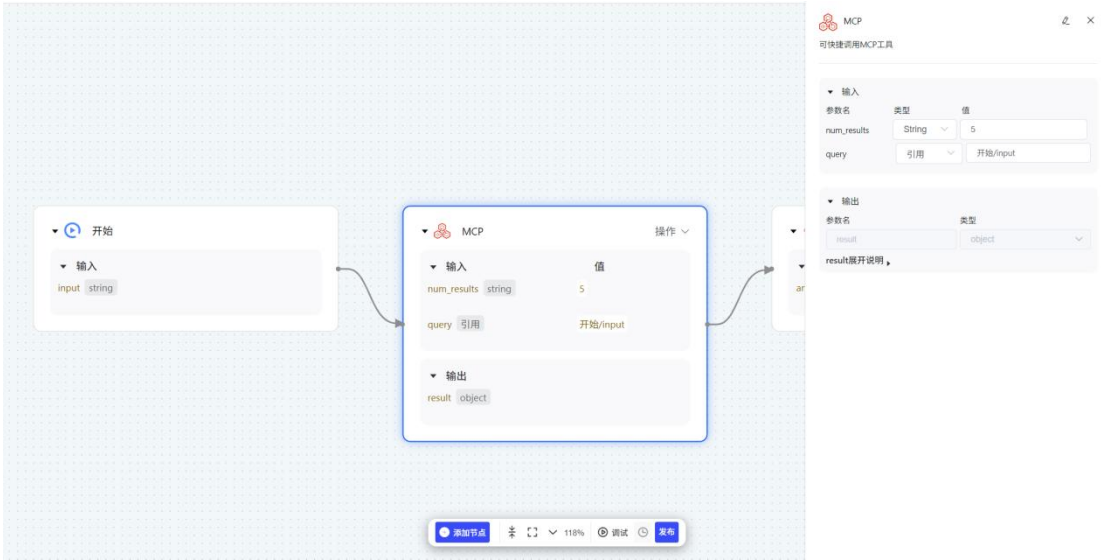 开始
输入
input string
MCP 操作
输入 值
num_results string 5
query 引用 开始/input
输出
result object
ar
添加节点 118% 调试 发布
MCP
可快捷调用MCP工具
输入
参数名 类型 值
num_results String 5
query 引用 开始/input
输出
参数名 类型
result object
result展开说明